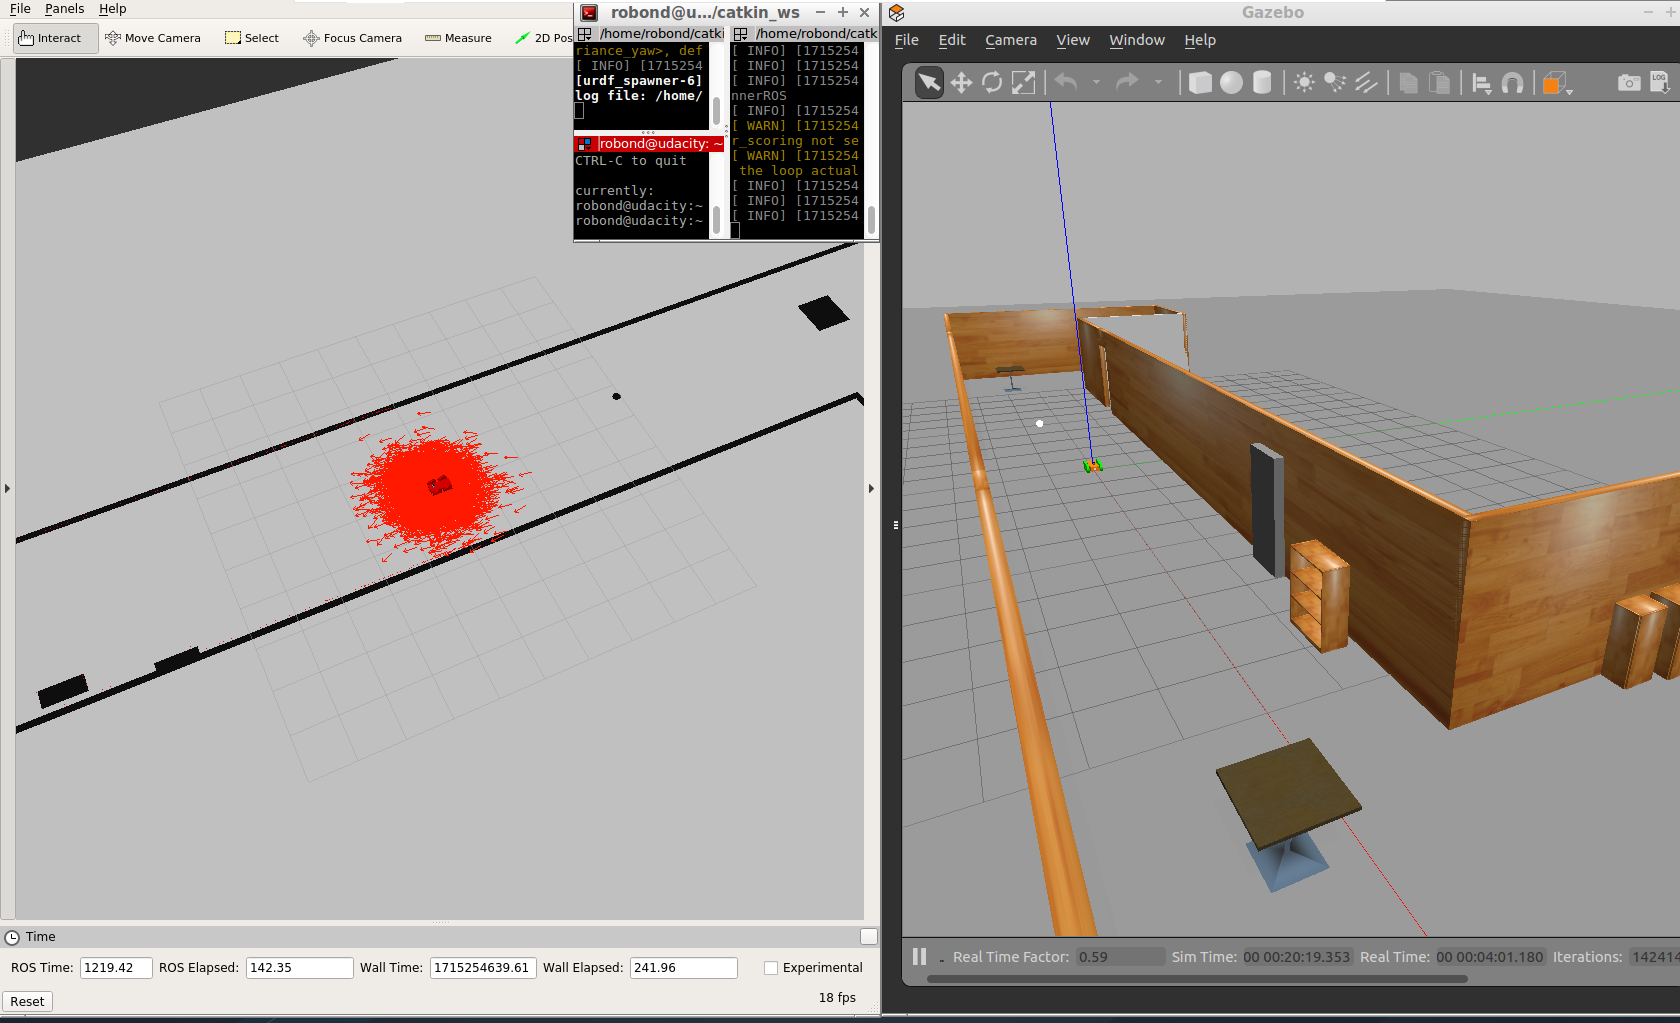 File Panels Help
Interact Move Camera Select Focus Camera Measure 2D Pos
robond@u.../catkin_ws
/home/robond/catki
riance_yaw>, def
[ INFO] [1715254
[urdf_spawner-6]
log file: /home/
robond@udacity: ~
CTRL-C to quit
currently:
robond@udacity:~
robond@udacity:~
/home/robond/catk
[ INFO] [1715254
[ INFO] [1715254
[ INFO] [1715254
nnerROS
[ INFO] [1715254
[ WARN] [1715254
r_scoring not se
[ WARN] [1715254
the loop actual
[ INFO] [1715254
[ INFO] [1715254
[ INFO] [1715254
Time
ROS Time: 1219.42 ROS Elapsed: 142.35 Wall Time: 1715254639.61 Wall Elapsed: 241.96 Experimental
Reset 18 fps
Gazebo
File Edit Camera View Window Help
LOG
Real Time Factor: 0.59 Sim Time: 00 00:20:19.353 Real Time: 00 00:04:01.180 Iterations: 142414